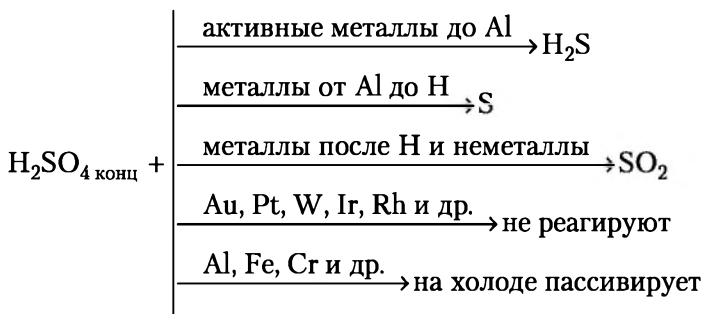 активные металлы до Al → H₂S
металлы от Al до H → S
H₂SO₄ конц + металлы после H и неметаллы → SO₂
Au, Pt, W, Ir, Rh и др. → не реагируют
Al, Fe, Cr и др. → на холоде пассивирует